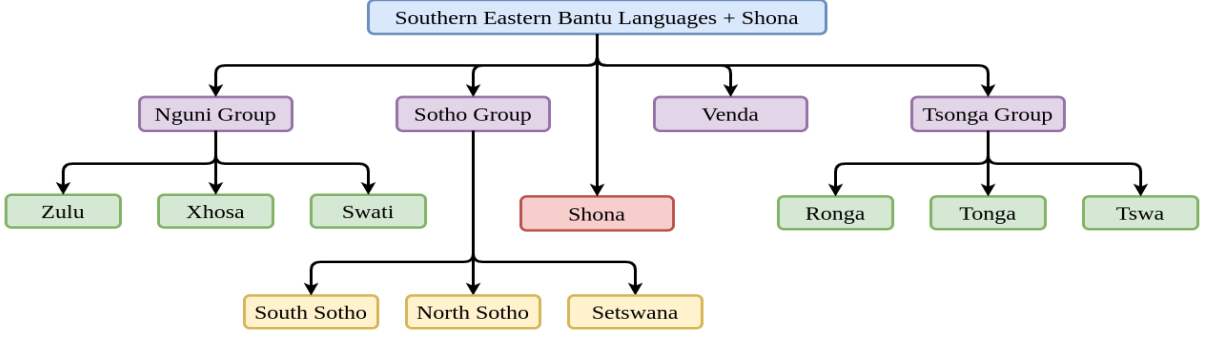 Southern Eastern Bantu Languages + Shona
Nguni Group
Sotho Group
Venda
Tsonga Group
Zulu
Xhosa
Swati
Shona
Ronga
Tonga
Tswa
South Sotho
North Sotho
Setswana